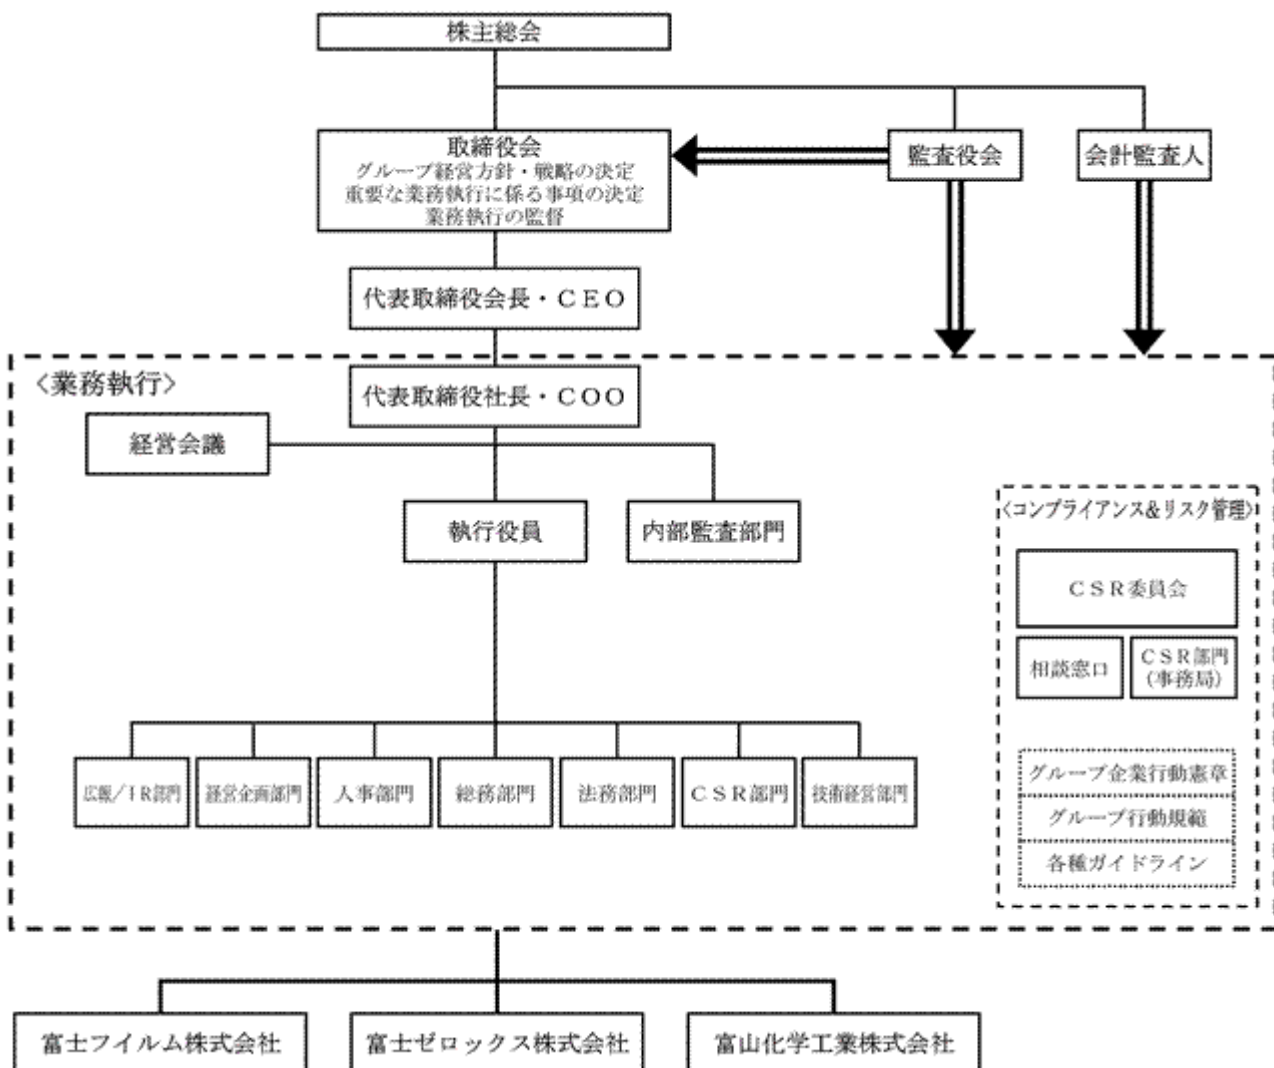 株主総会
取締役会
グループ経営方針・戦略の決定
重要な業務執行に係る事項の決定
業務執行の監督
監査役会
会計監査人
代表取締役会長・ＣＥＯ
<業務執行>
代表取締役社長・ＣＯＯ
経営会議
執行役員
内部監査部門
<コンプライアンス&リスク管理>
ＣＳＲ委員会
相談窓口
ＣＳＲ部門
(事務局)
広報／ＩＲ部門
経営企画部門
人事部門
総務部門
法務部門
ＣＳＲ部門
技術経営部門
グループ企業行動憲章
グループ行動規範
各種ガイドライン
富士フイルム株式会社
富士ゼロックス株式会社
富山化学工業株式会社